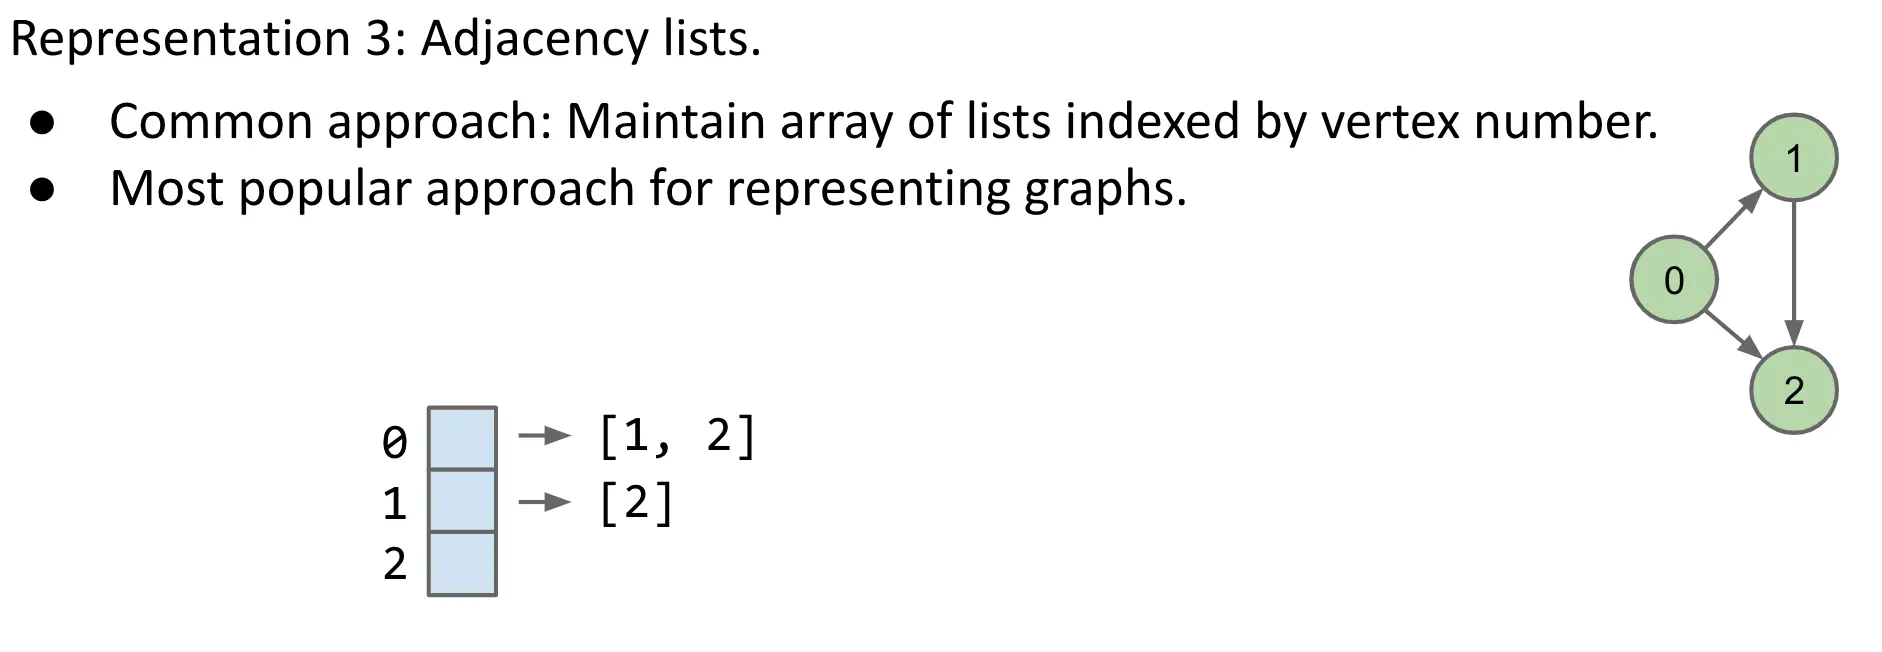 Representation 3: Adjacency lists.
● Common approach: Maintain array of lists indexed by vertex number.
● Most popular approach for representing graphs.
1
0
2
0 [1, 2]
1 [2]
2